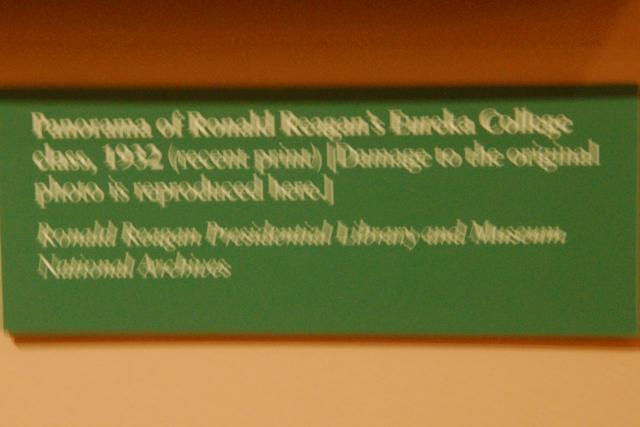 Panorama of Ronald Reagan's Eureka College
class, 1932 (recent print) [Damage to the original
photo is reproduced here.]
Ronald Reagan Presidential Library and Museum
National Archives